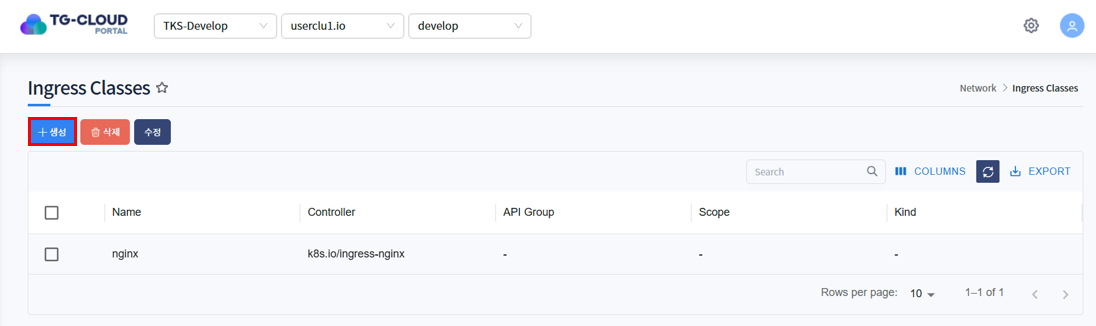 TG-CLOUD
PORTAL
TKS-Develop
userclu1.io
develop
Ingress Classes
Network > Ingress Classes
+ 생성
삭제
수정
Search
COLUMNS
EXPORT
Name Controller API Group Scope Kind
nginx k8s.io/ingress-nginx - - -
Rows per page: 10 1–1 of 1